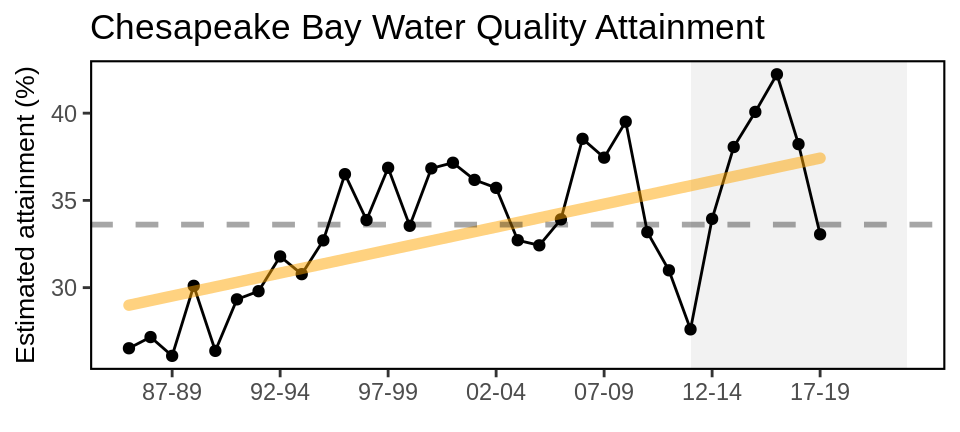 Chesapeake Bay Water Quality Attainment
Estimated attainment (%)
40
35
30
87-89 92-94 97-99 02-04 07-09 12-14 17-19